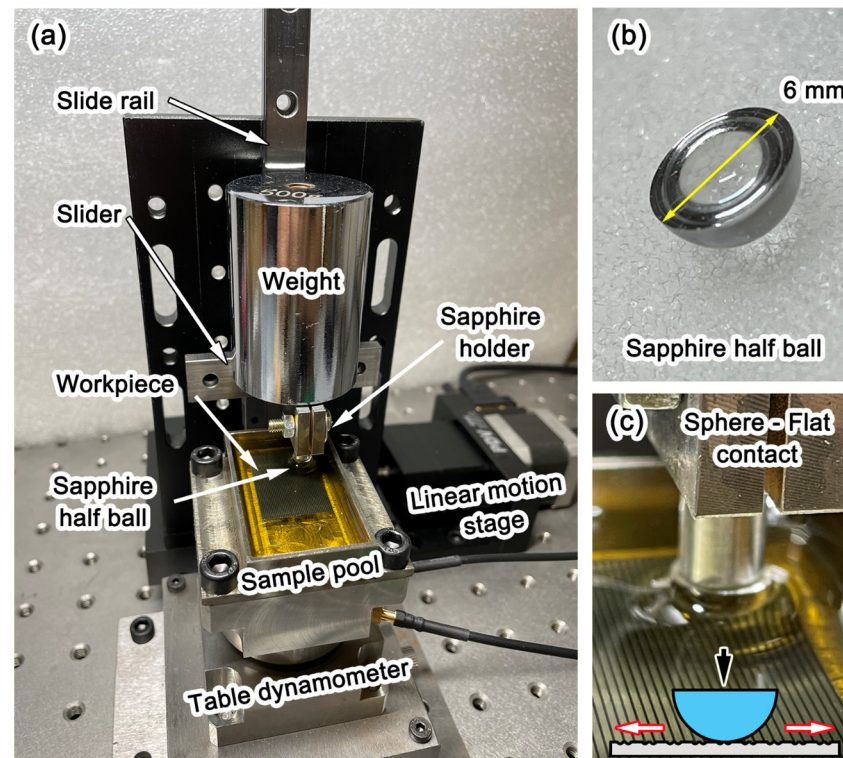 (a)
Slide rail
Slider
500g
Weight
Sapphire
holder
Workpiece
Sapphire
half ball
Linear motion
stage
Sample pool
Table dynamometer
(b)
6 mm
Sapphire half ball
(c)
Sphere - Flat
contact